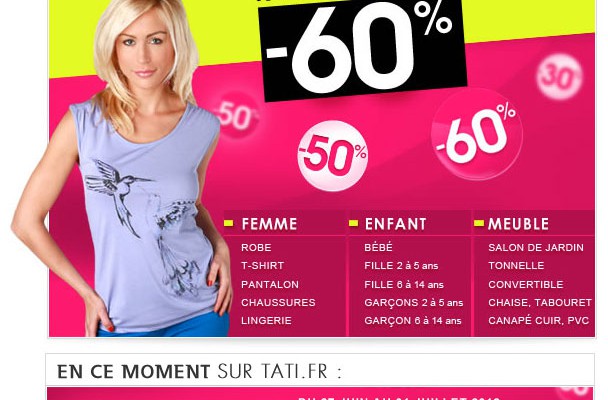 -60%
-50%
30%
-50%
-60%
FEMME
ROBE
T-SHIRT
PANTALON
CHAUSSURES
LINGERIE
ENFANT
BÉBÉ
FILLE 2 à 5 ans
FILLE 6 à 14 ans
GARÇONS 2 à 5 ans
GARÇON 6 à 14 ans
MEUBLE
SALON DE JARDIN
TONNELLE
CONVERTIBLE
CHAISE, TABOURET
CANAPÉ CUIR, PVC
EN CE MOMENT SUR TATI.FR :